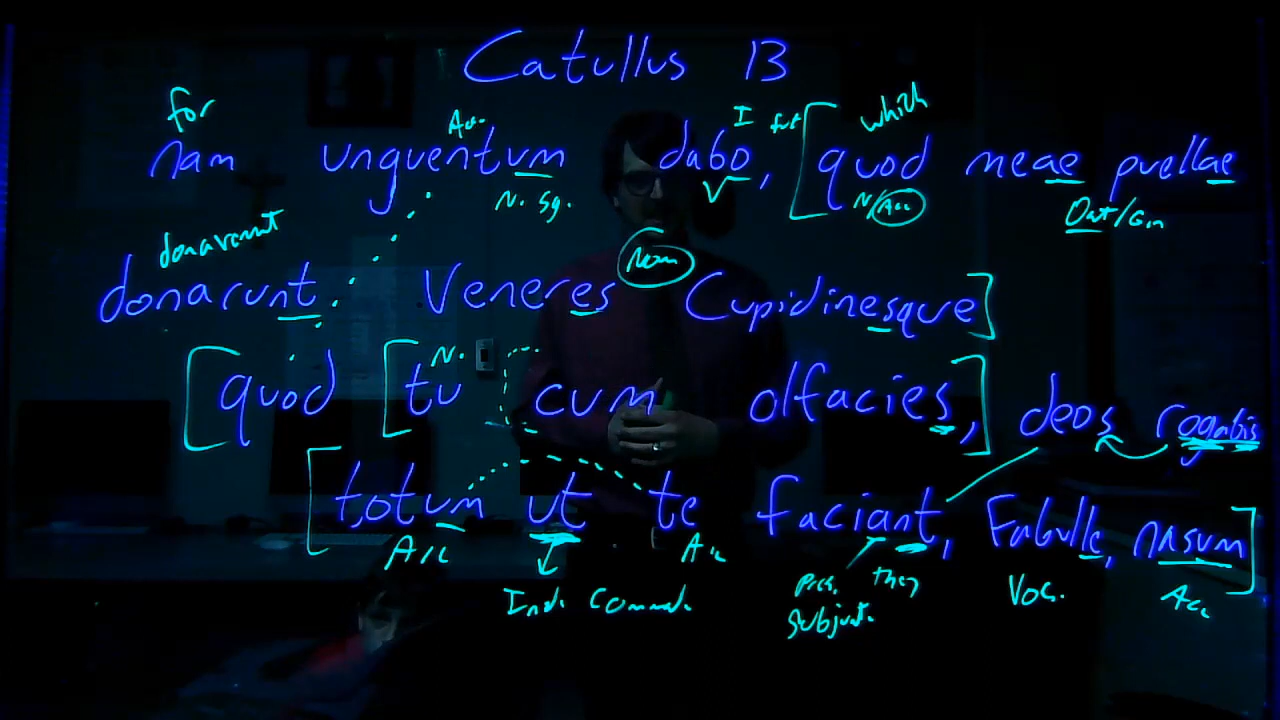 Catullus 13
for Acc. I fut which
nam unguentum dabo, [quod meae puellae
N. Sg. V N/Acc Dat/Gen
donaverunt Nom
donarunt Veneres Cupidinesque]
N.
[quod [tu cum olfacies,] deos rogabis
[totum ut te faciant, Fabulle, nasum]
Acc Acc Pres. they Voc. Acc
Ind. Command. Subjunct.